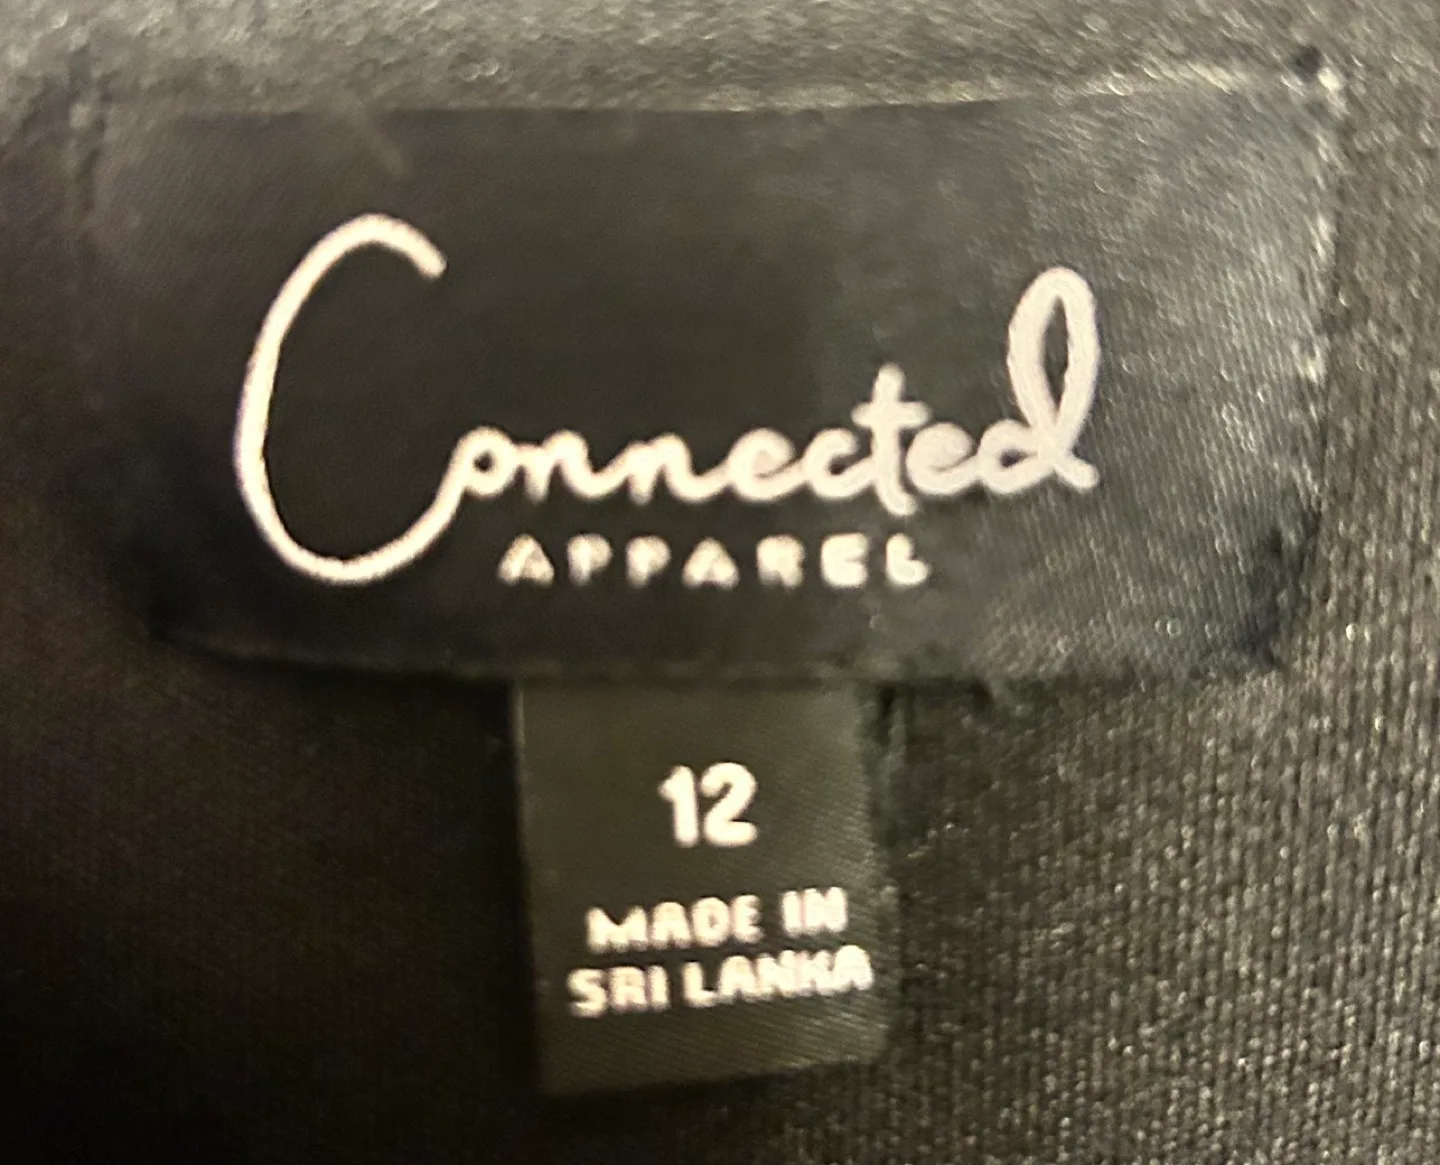 Connected
APPAREL
12
MADE IN
SRI LANKA